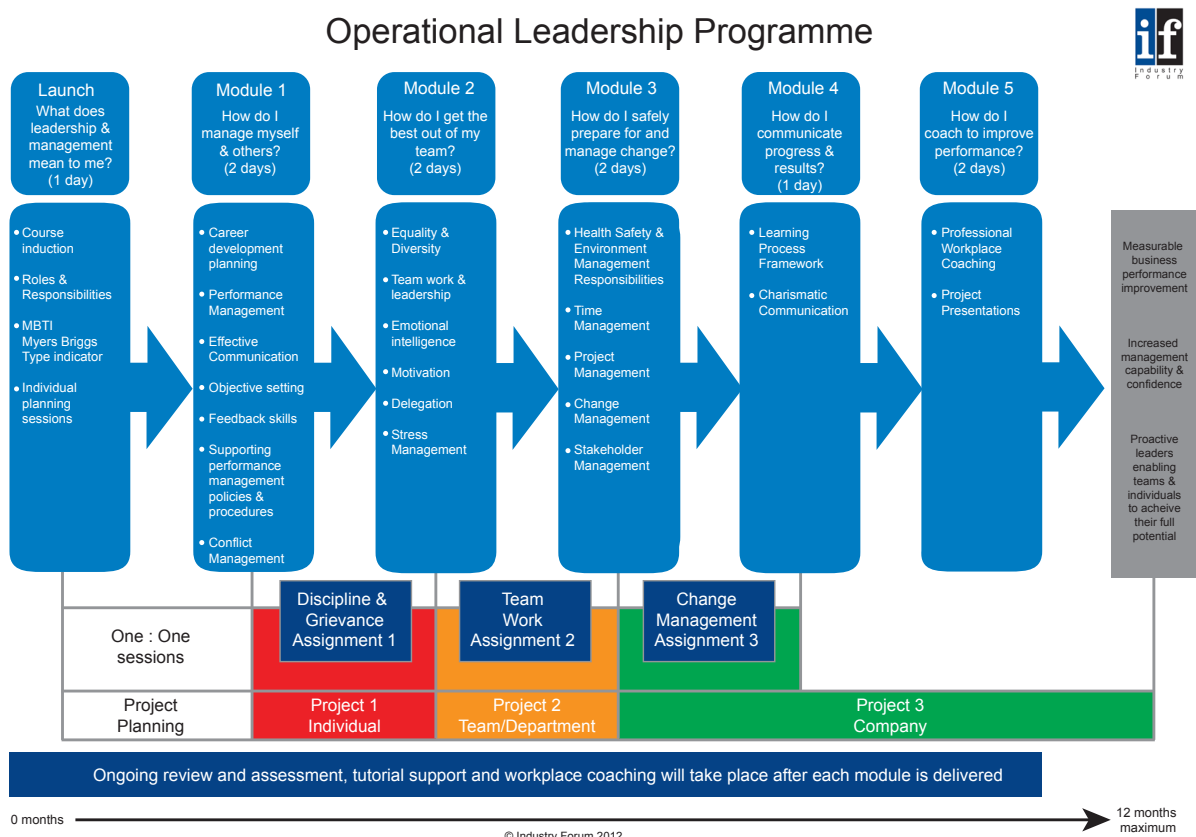 Operational Leadership Programme
if
Industry
Forum
Launch
What does
leadership &
management
mean to me?
(1 day)
Module 1
How do I
manage myself
& others?
(2 days)
Module 2
How do I get the
best out of my
team?
(2 days)
Module 3
How do I safely
prepare for and
manage change?
(2 days)
Module 4
How do I
communicate
progress &
results?
(1 day)
Module 5
How do I
coach to improve
performance?
(2 days)
• Course
induction
• Roles &
Responsibilities
• MBTI
Myers Briggs
Type indicator
• Individual
planning
sessions
• Career
development
planning
• Performance
Management
• Effective
Communication
• Objective setting
• Feedback skills
• Supporting
performance
management
policies &
procedures
• Conflict
Management
• Equality &
Diversity
• Team work &
leadership
• Emotional
intelligence
• Motivation
• Delegation
• Stress
Management
• Health Safety &
Environment
Management
Responsibilities
• Time
Management
• Project
Management
• Change
Management
• Stakeholder
Management
• Learning
Process
Framework
• Charismatic
Communication
• Professional
Workplace
Coaching
• Project
Presentations
Measurable
business
performance
improvement
Increased
management
capability &
confidence
Proactive
leaders
enabling
teams &
individuals
to acheive
their full
potential
One : One
sessions
Discipline &
Grievance
Assignment 1
Team
Work
Assignment 2
Change
Management
Assignment 3
Project
Planning
Project 1
Individual
Project 2
Team/Department
Project 3
Company
Ongoing review and assessment, tutorial support and workplace coaching will take place after each module is delivered
0 months
12 months
maximum
© Industry Forum 2012